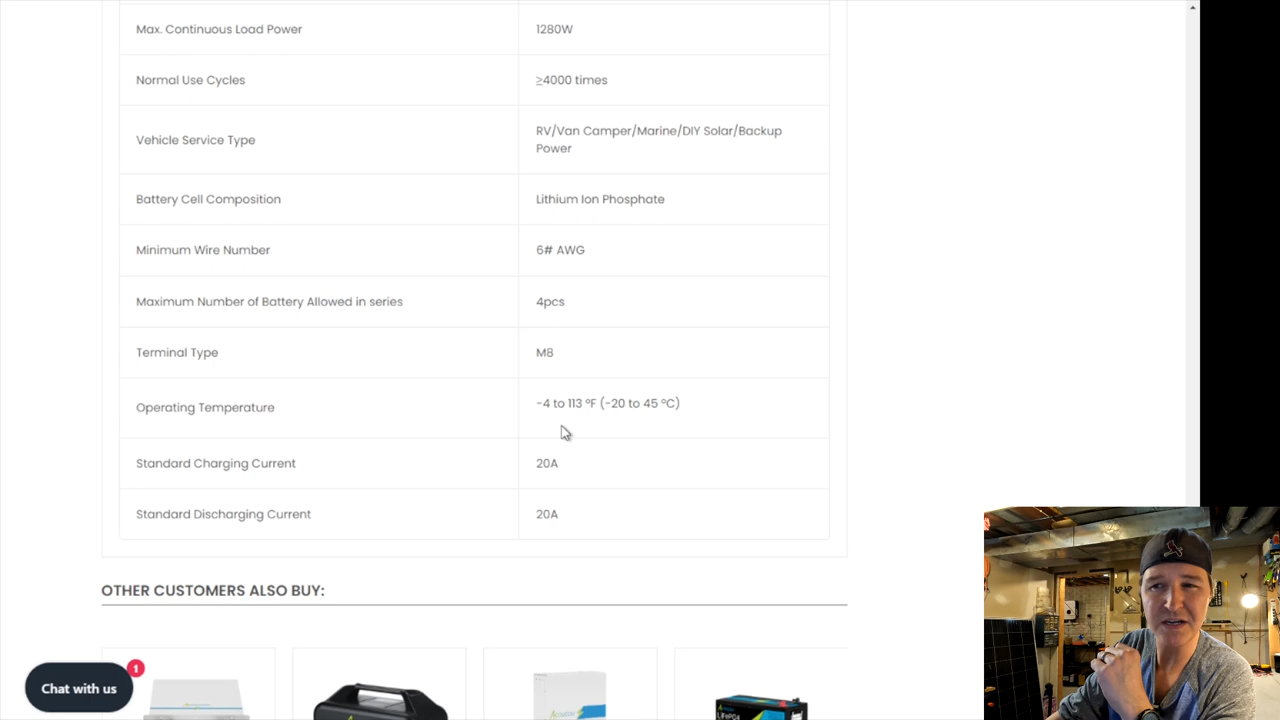 Max. Continuous Load Power
1280W
Normal Use Cycles
≥4000 times
Vehicle Service Type
RV/Van Camper/Marine/DIY Solar/Backup
Power
Battery Cell Composition
Lithium Ion Phosphate
Minimum Wire Number
6# AWG
Maximum Number of Battery Allowed in series
4pcs
Terminal Type
M8
Operating Temperature
-4 to 113 ºF (-20 to 45 ºC)
Standard Charging Current
20A
Standard Discharging Current
20A
OTHER CUSTOMERS ALSO BUY:
Chat with us
1
LiFePO4